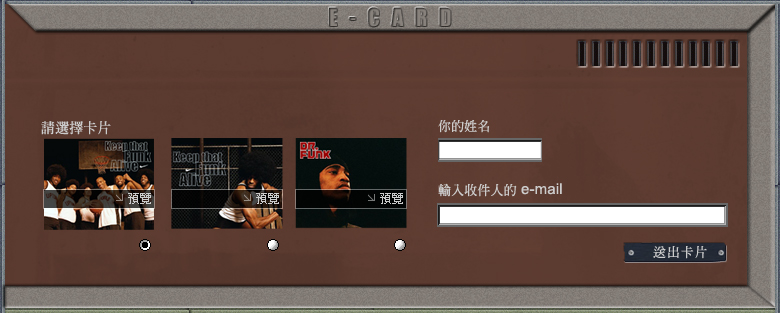 E-CARD
請選擇卡片
Keep that
Funk
Alive
預覽
Keep that
Funk
Alive
預覽
DR.
FUNK
預覽
你的姓名
輸入收件人的 e-mail
送出卡片